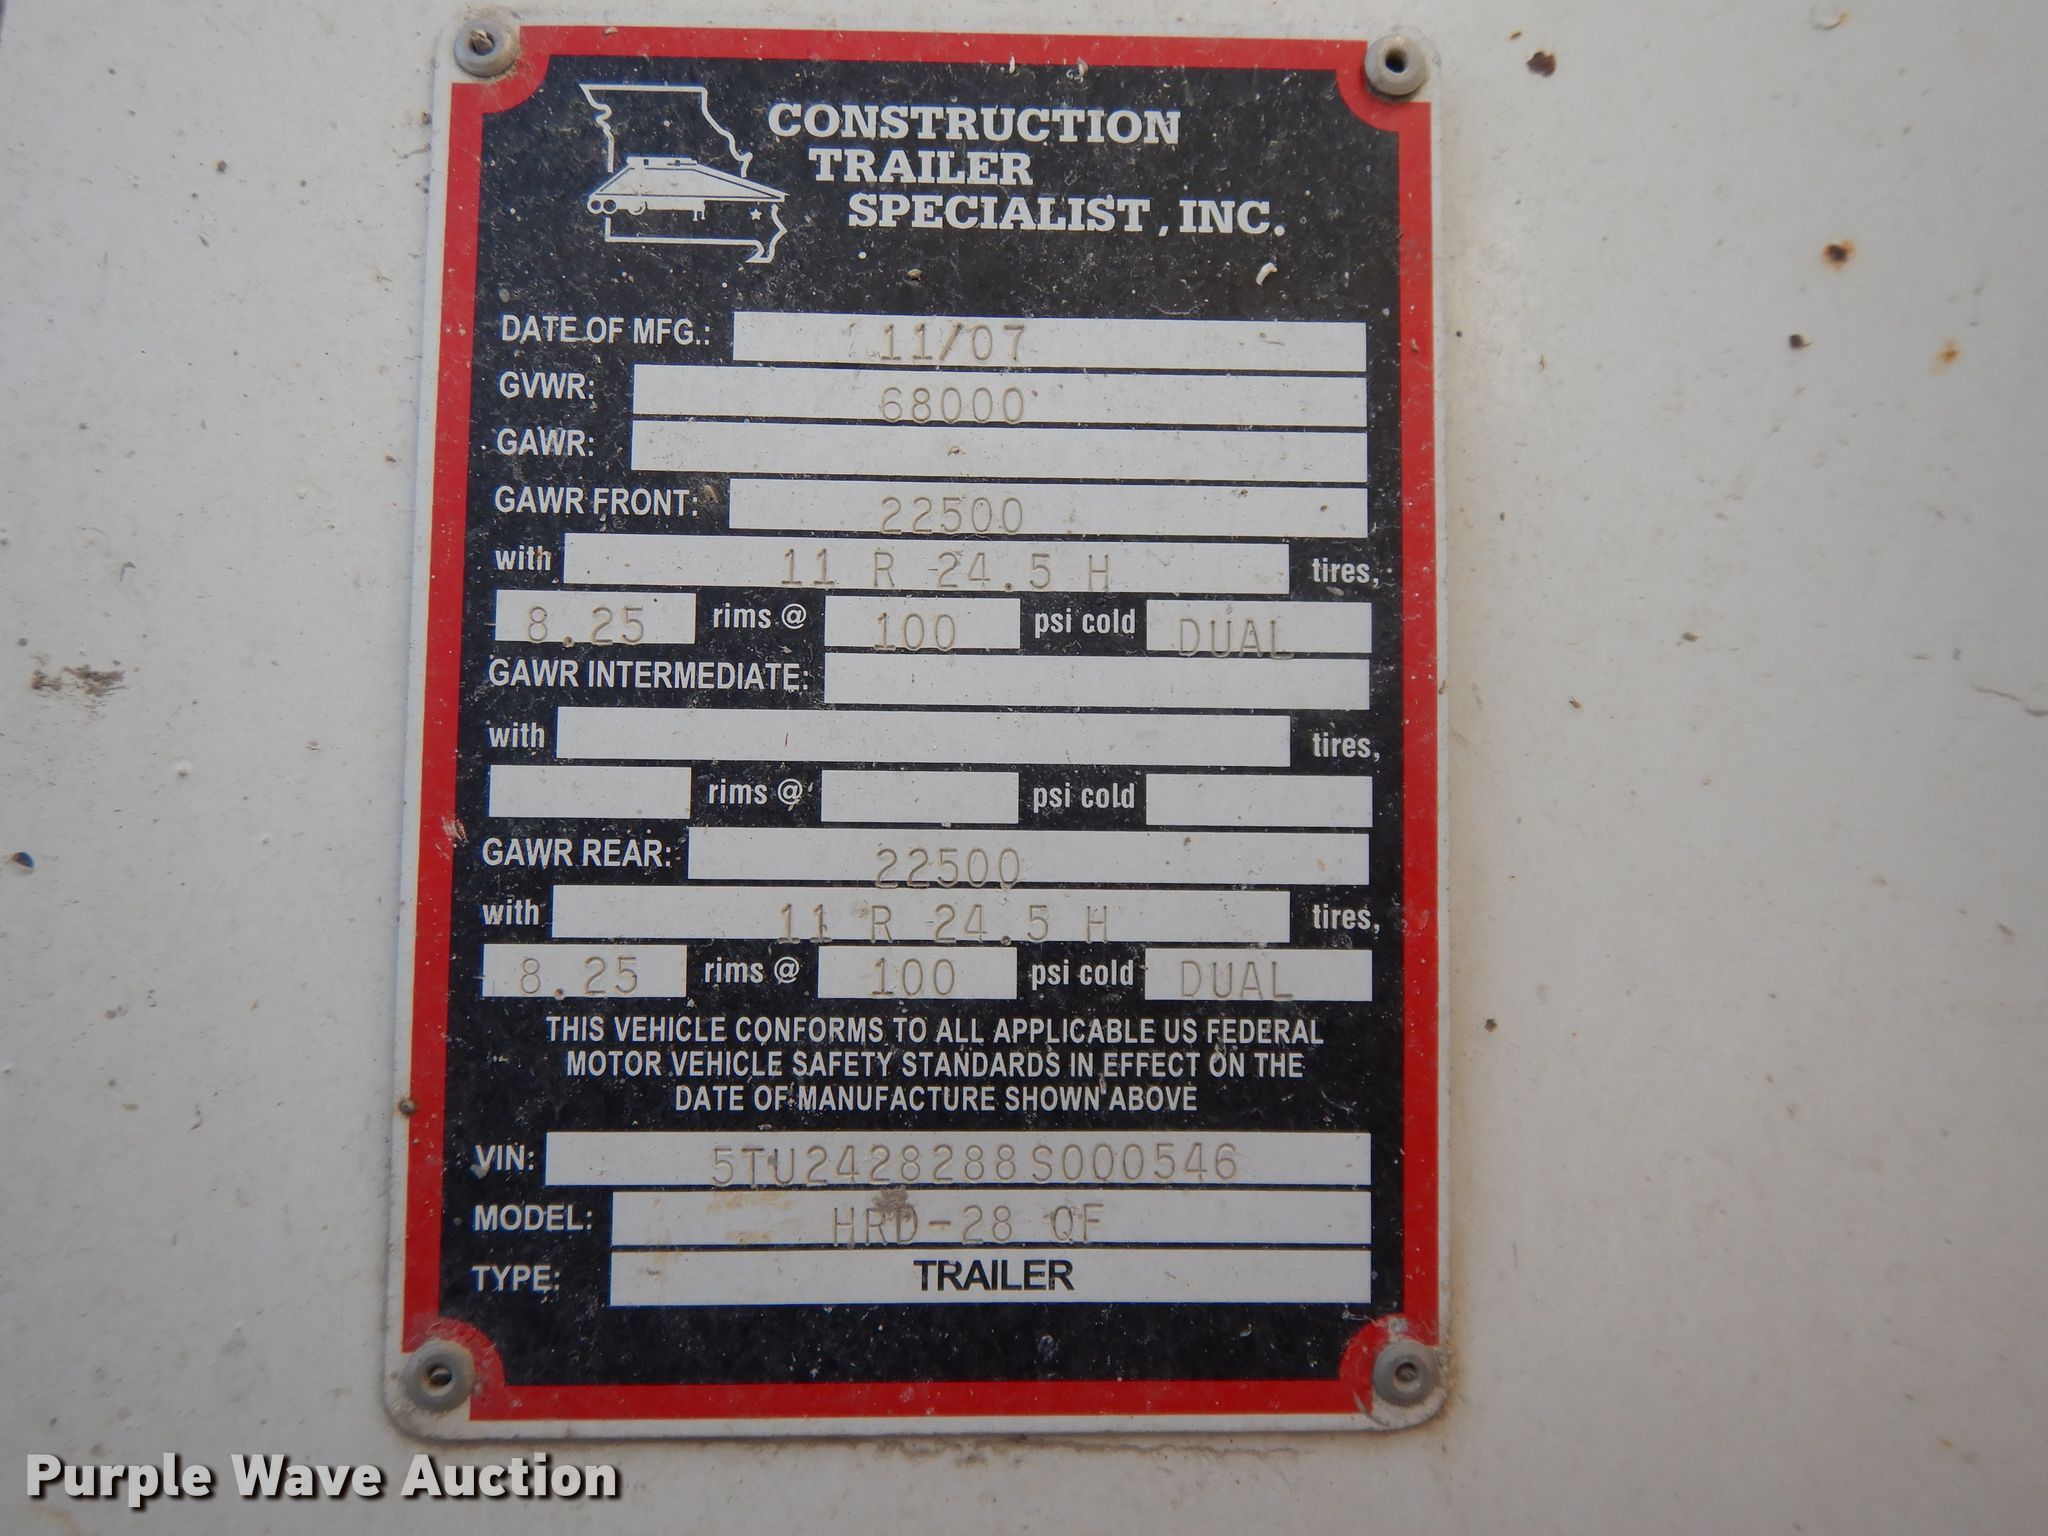 CONSTRUCTION
TRAILER
SPECIALIST, INC.
DATE OF MFG.: 11/07
GVWR: 68000
GAWR:
GAWR FRONT: 22500
with 11 R 24.5 H tires,
8.25 rims @ 100 psi cold DUAL
GAWR INTERMEDIATE:
with tires,
rims @ psi cold
GAWR REAR: 22500
with 11 R 24.5 H tires,
8.25 rims @ 100 psi cold DUAL
THIS VEHICLE CONFORMS TO ALL APPLICABLE US FEDERAL
MOTOR VEHICLE SAFETY STANDARDS IN EFFECT ON THE
DATE OF MANUFACTURE SHOWN ABOVE
VIN: 5TU2428288S000546
MODEL: HRD-28 QF
TYPE: TRAILER
Purple Wave Auction